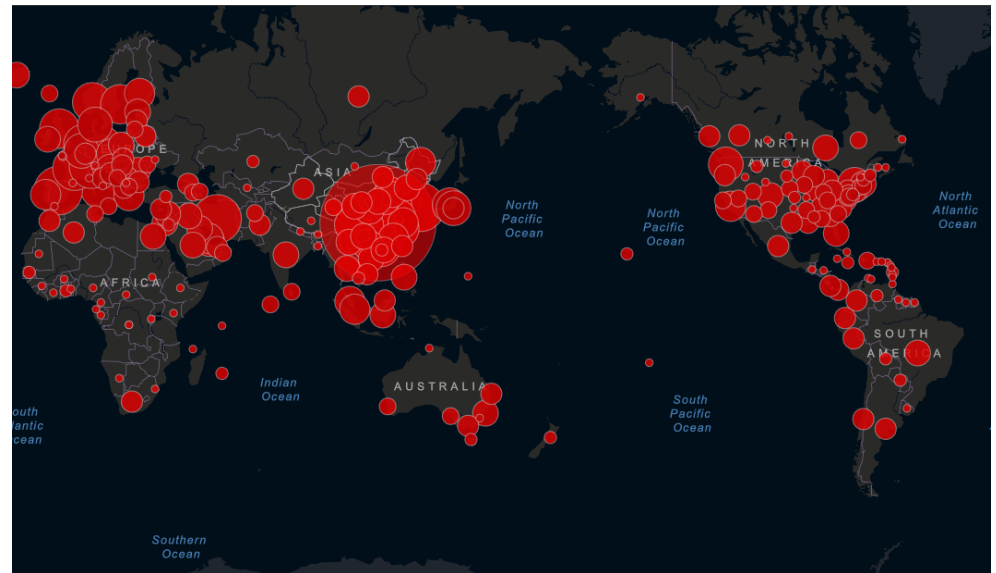 OPE
ASIA
NORTH
AMERICA
North
Pacific
Ocean
North
Pacific
Ocean
North
Atlantic
Ocean
AFRICA
SOUTH
AMERICA
AUSTRALIA
Indian
Ocean
South
Pacific
Ocean
outh
lantic
cean
Southern
Ocean